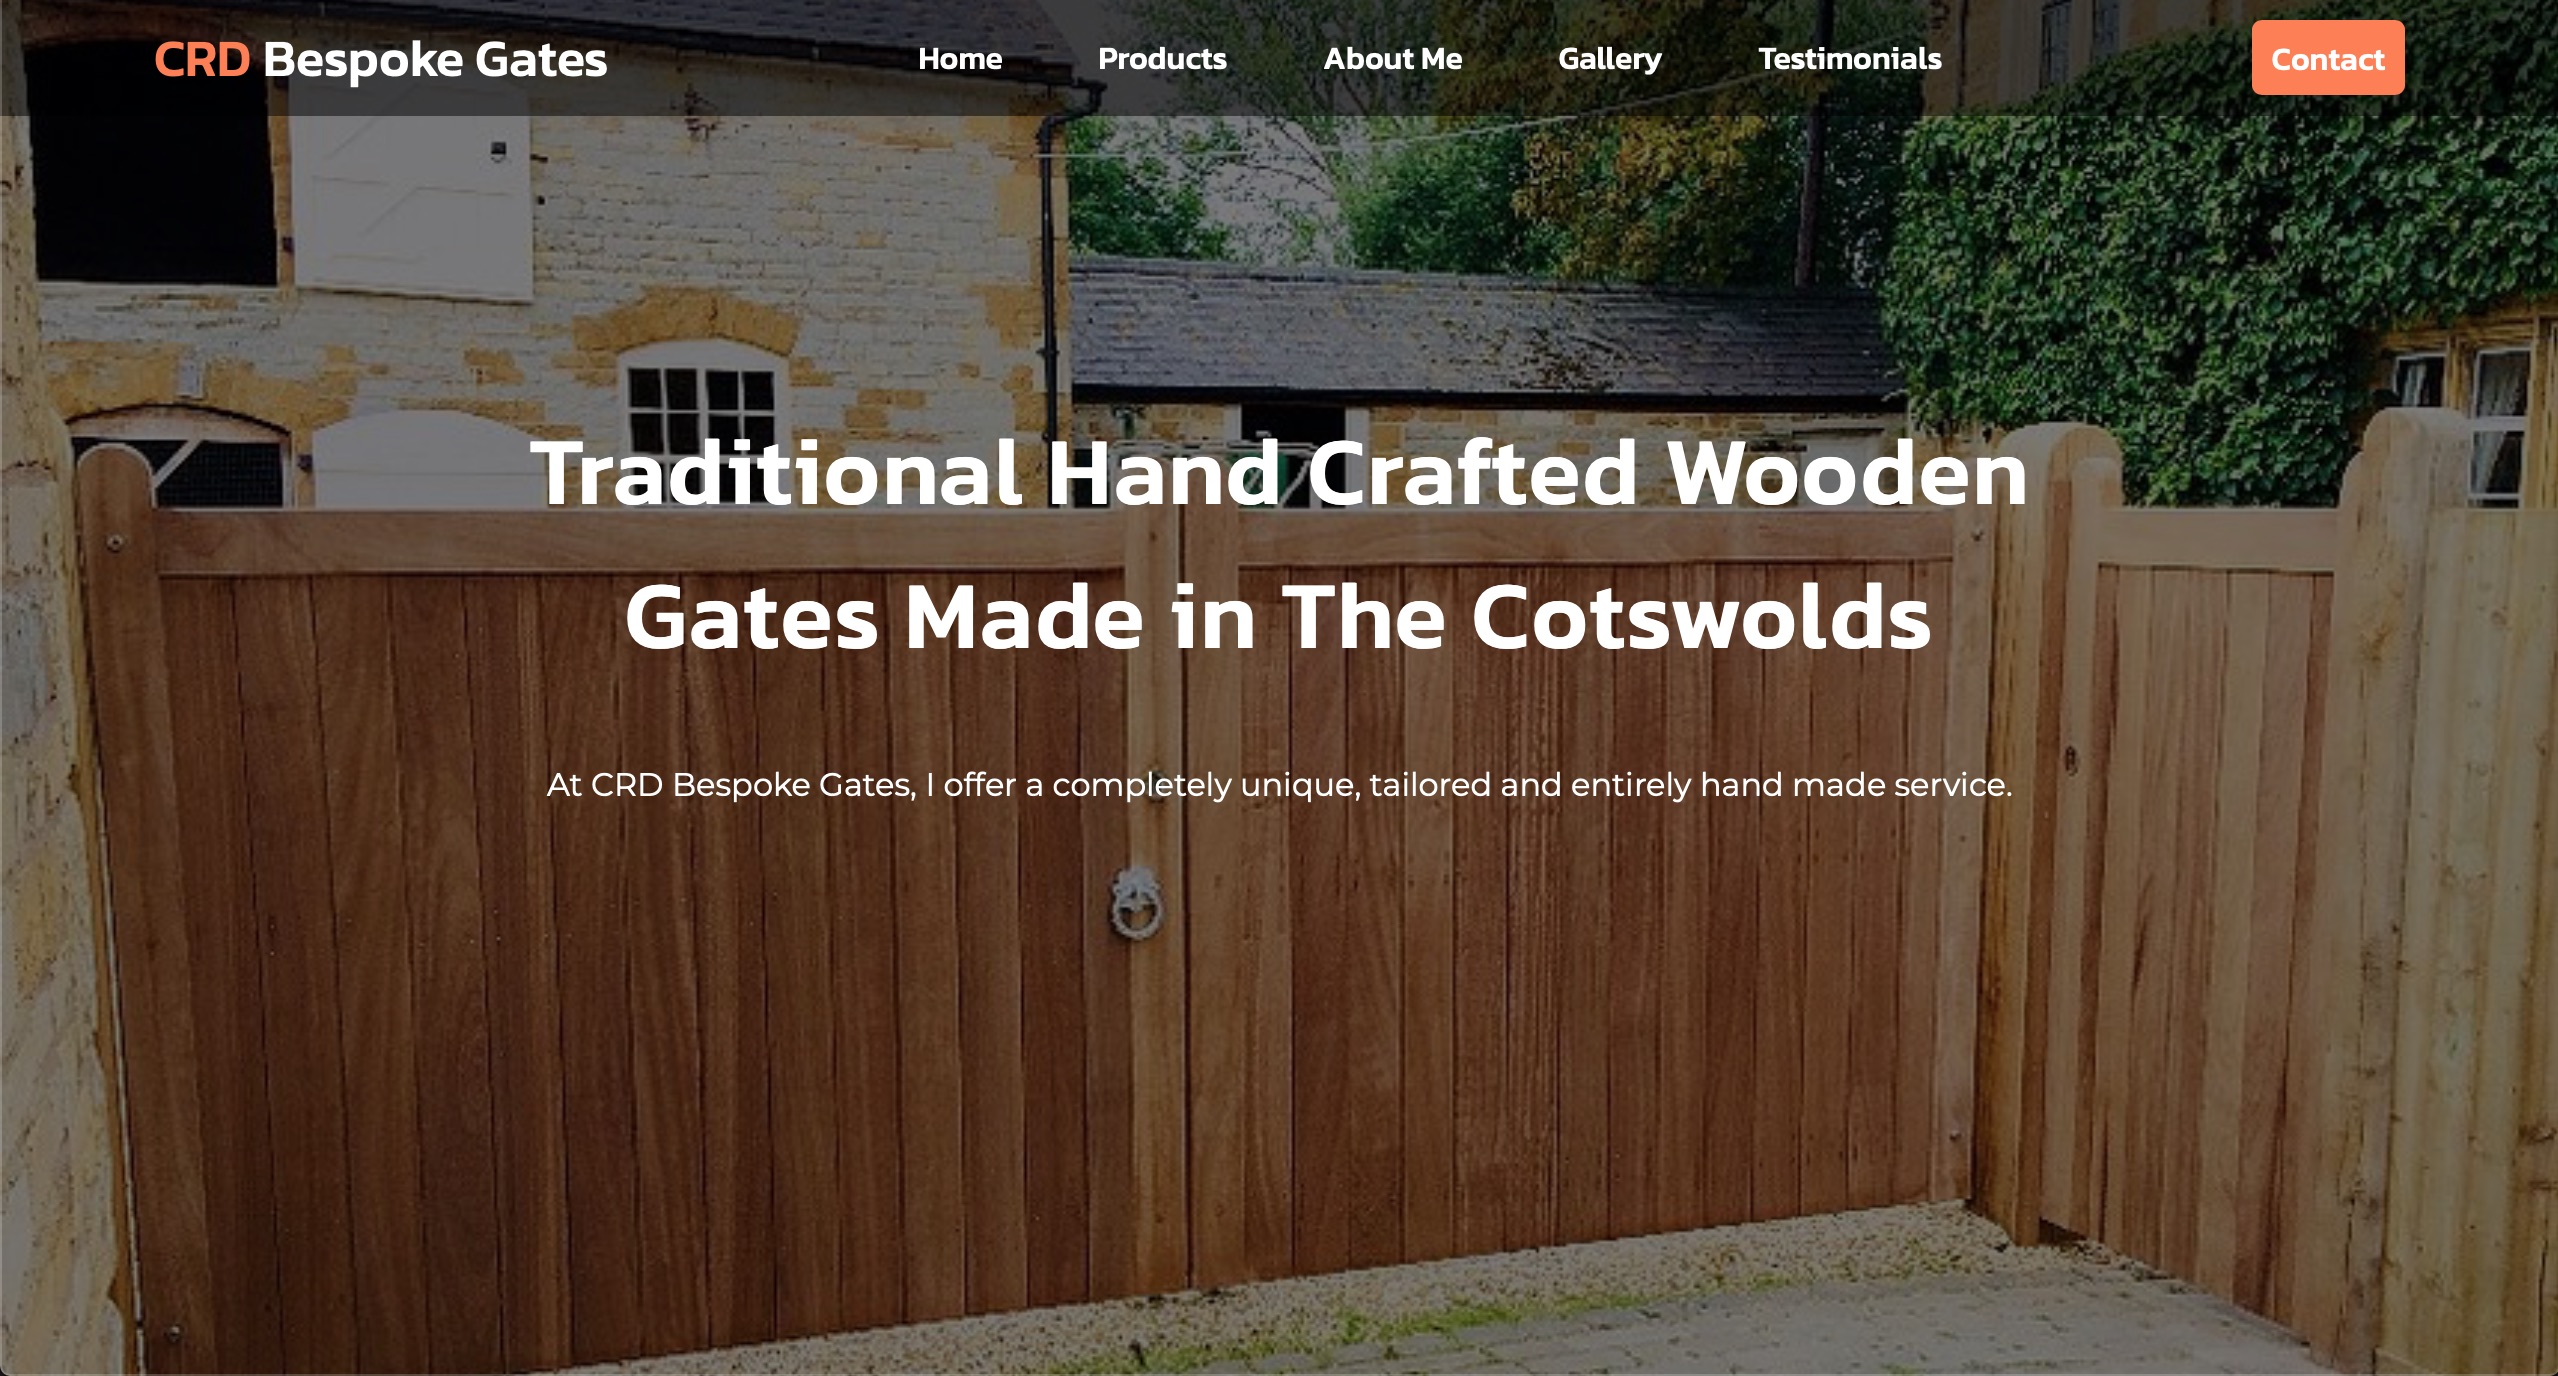 CRD Bespoke Gates
Home
Products
About Me
Gallery
Testimonials
Contact
Traditional Hand Crafted Wooden
Gates Made in The Cotswolds
At CRD Bespoke Gates, I offer a completely unique, tailored and entirely hand made service.